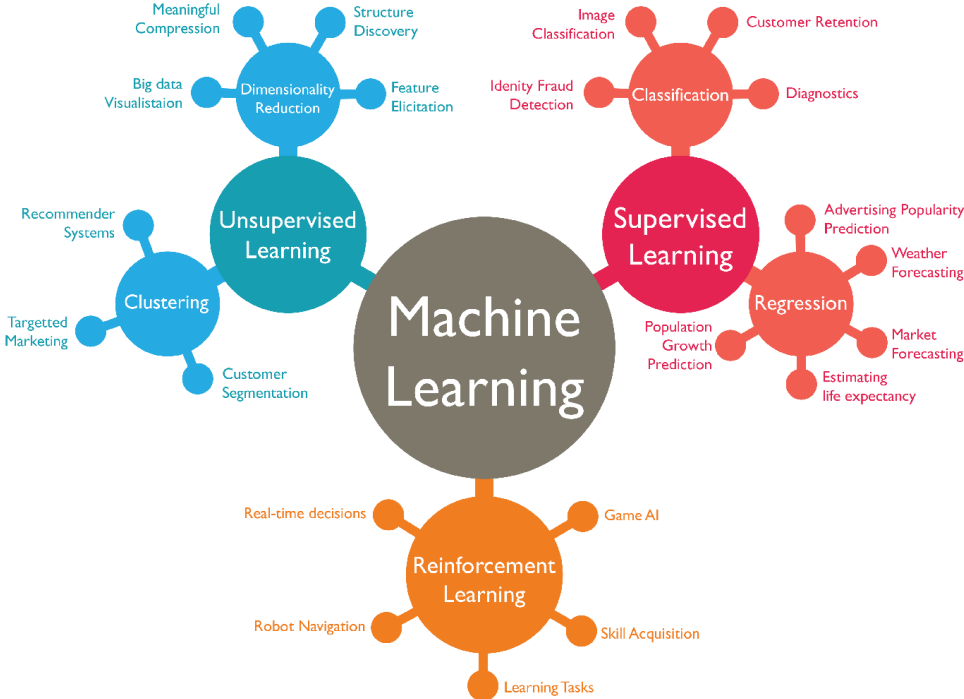 Meaningful
Compression
Structure
Discovery
Big data
Visualistaion
Dimensionality
Reduction
Feature
Elicitation
Image
Classification
Customer Retention
Idenity Fraud
Detection
Classification
Diagnostics
Unsupervised
Learning
Recommender
Systems
Clustering
Targetted
Marketing
Customer
Segmentation
Supervised
Learning
Advertising Popularity
Prediction
Weather
Forecasting
Regression
Population
Growth
Prediction
Market
Forecasting
Estimating
life expectancy
Machine
Learning
Real-time decisions
Game AI
Reinforcement
Learning
Robot Navigation
Skill Acquisition
Learning Tasks